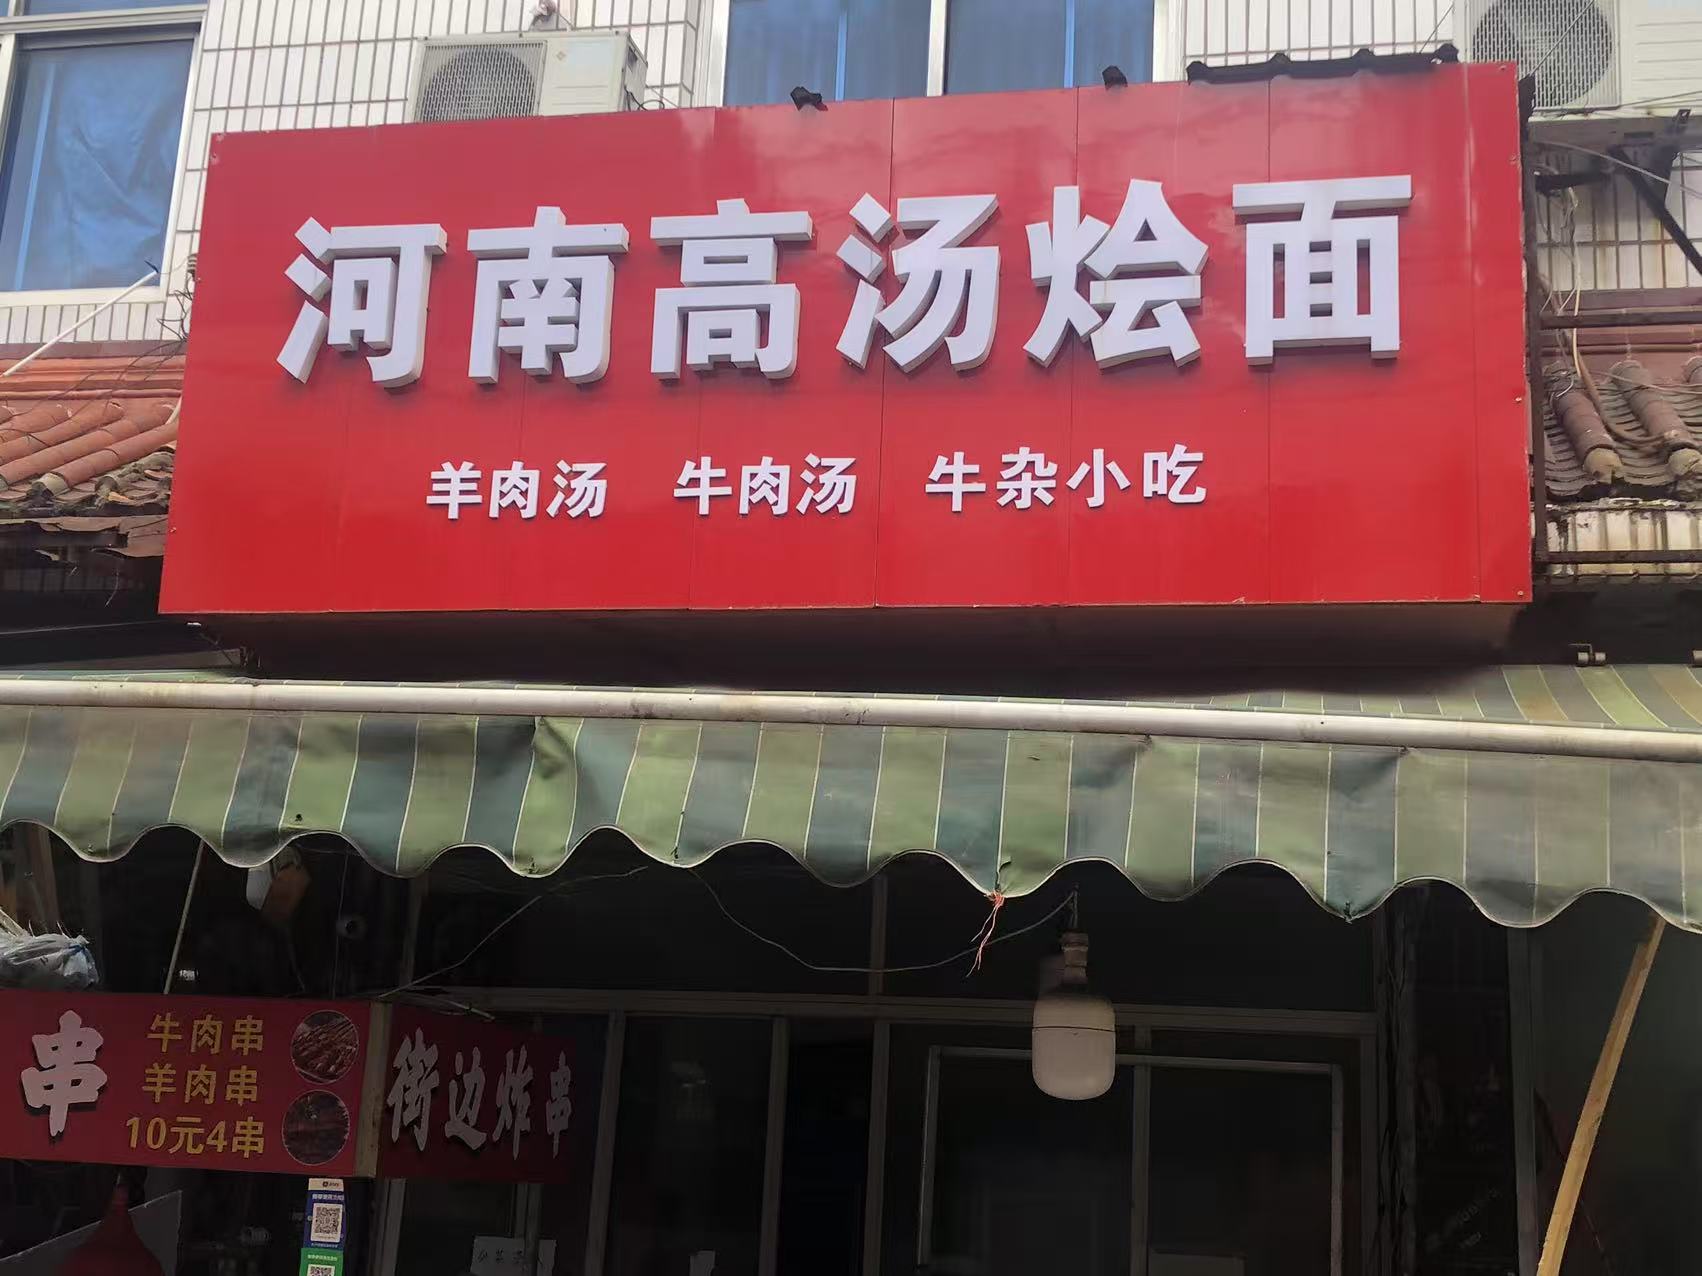 河南高汤烩面
羊肉汤 牛肉汤 牛杂小吃
串
牛肉串
羊肉串
10元4串
街边炸串